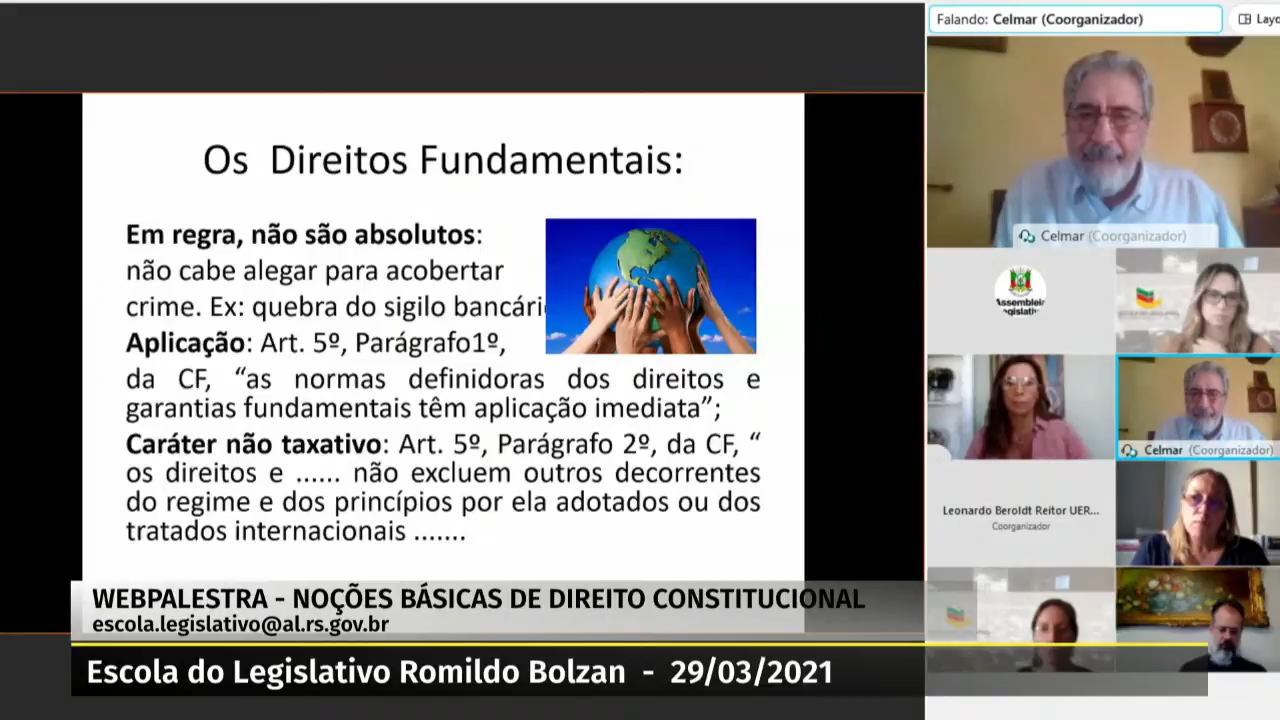 Os Direitos Fundamentais:
Em regra, não são absolutos:
não cabe alegar para acobertar
crime. Ex: quebra do sigilo bancári
Aplicação: Art. 5º, Parágrafo1º,
da CF, “as normas definidoras dos direitos e
garantias fundamentais têm aplicação imediata”;
Caráter não taxativo: Art. 5º, Parágrafo 2º, da CF, “
os direitos e ...... não excluem outros decorrentes
do regime e dos princípios por ela adotados ou dos
tratados internacionais .......
WEBPALESTRA - NOÇÕES BÁSICAS DE DIREITO CONSTITUCIONAL
escola.legislativo@al.rs.gov.br
Escola do Legislativo Romildo Bolzan - 29/03/2021
Falando: Celmar (Coorganizador)
Layo
Celmar (Coorganizador)
Assembleia
Legislativ
Celmar (Coorganizador)
Leonardo Beroldt Reitor UER...
Coorganizador